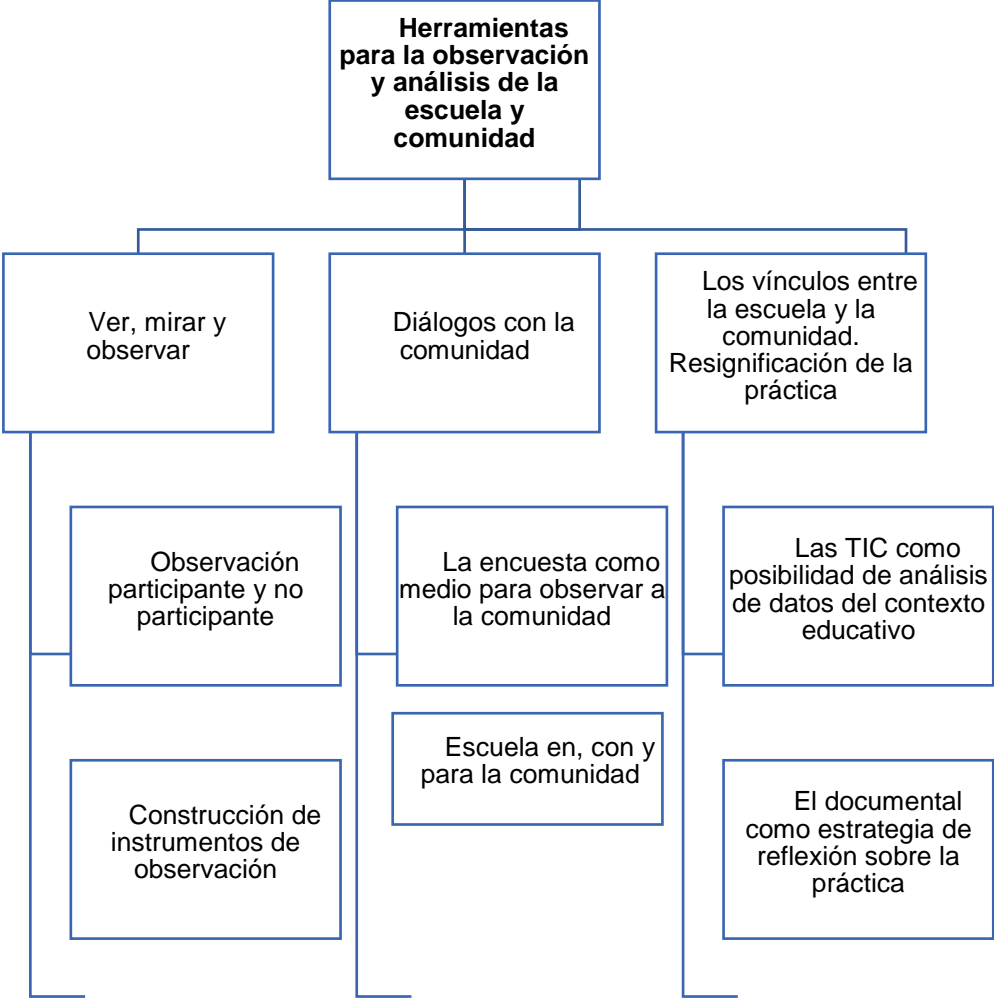 Herramientas
para la observación
y análisis de la
escuela y
comunidad
Ver, mirar y
observar
Diálogos con la
comunidad
Los vínculos entre
la escuela y la
comunidad.
Resignificación de la
práctica
Observación
participante y no
participante
La encuesta como
medio para observar a
la comunidad
Las TIC como
posibilidad de análisis
de datos del contexto
educativo
Construcción de
instrumentos de
observación
Escuela en, con y
para la comunidad
El documental
como estrategia de
reflexión sobre la
práctica